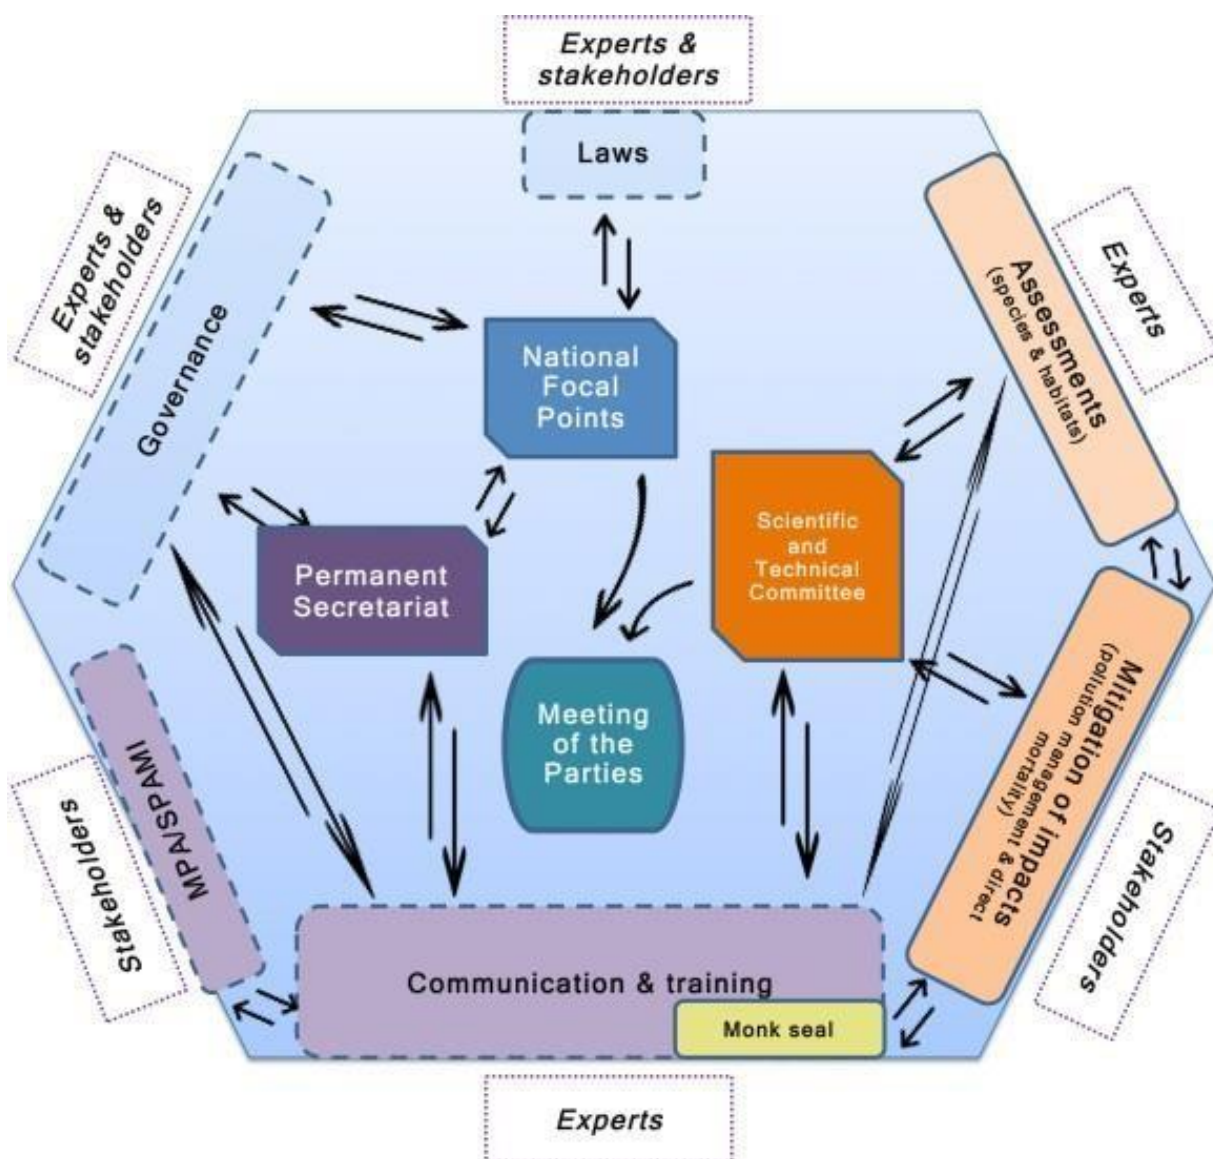 Experts &
stakeholders
Laws
Experts &
stakeholders
Governance
Experts
Assessments
(species & habitats)
National
Focal
Points
Scientific
and
Technical
Committee
Permanent
Secretariat
Meeting
of the
Parties
Mitigation of impacts
(pollution management & direct
mortality)
Stakeholders
MPA/SPAMI
Stakeholders
Communication & training
Monk seal
Experts